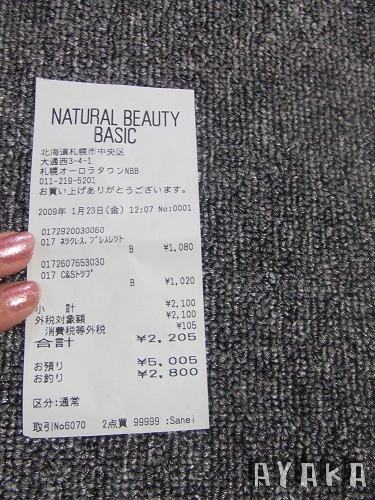 NATURAL BEAUTY
BASIC
北海道札幌市中央区
大通西3-4-1
札幌オーロラタウンNBB
011-219-5201
お買い上げありがとうございます。
2009年 1月23日(金) 12:07 No:0001
0172920030060
017 ネックレス.ブレスレット
B ¥1,080
0172607653030
017 C&Sトップ
B ¥1,020
小 計 ¥2,100
外税対象額 ¥2,100
消費税等外税 ¥105
合計 ¥2,205
お預り ¥5,005
お釣り ¥2,800
区分:通常
取引No6070 2点買 99999 :Sanei
AYAKA